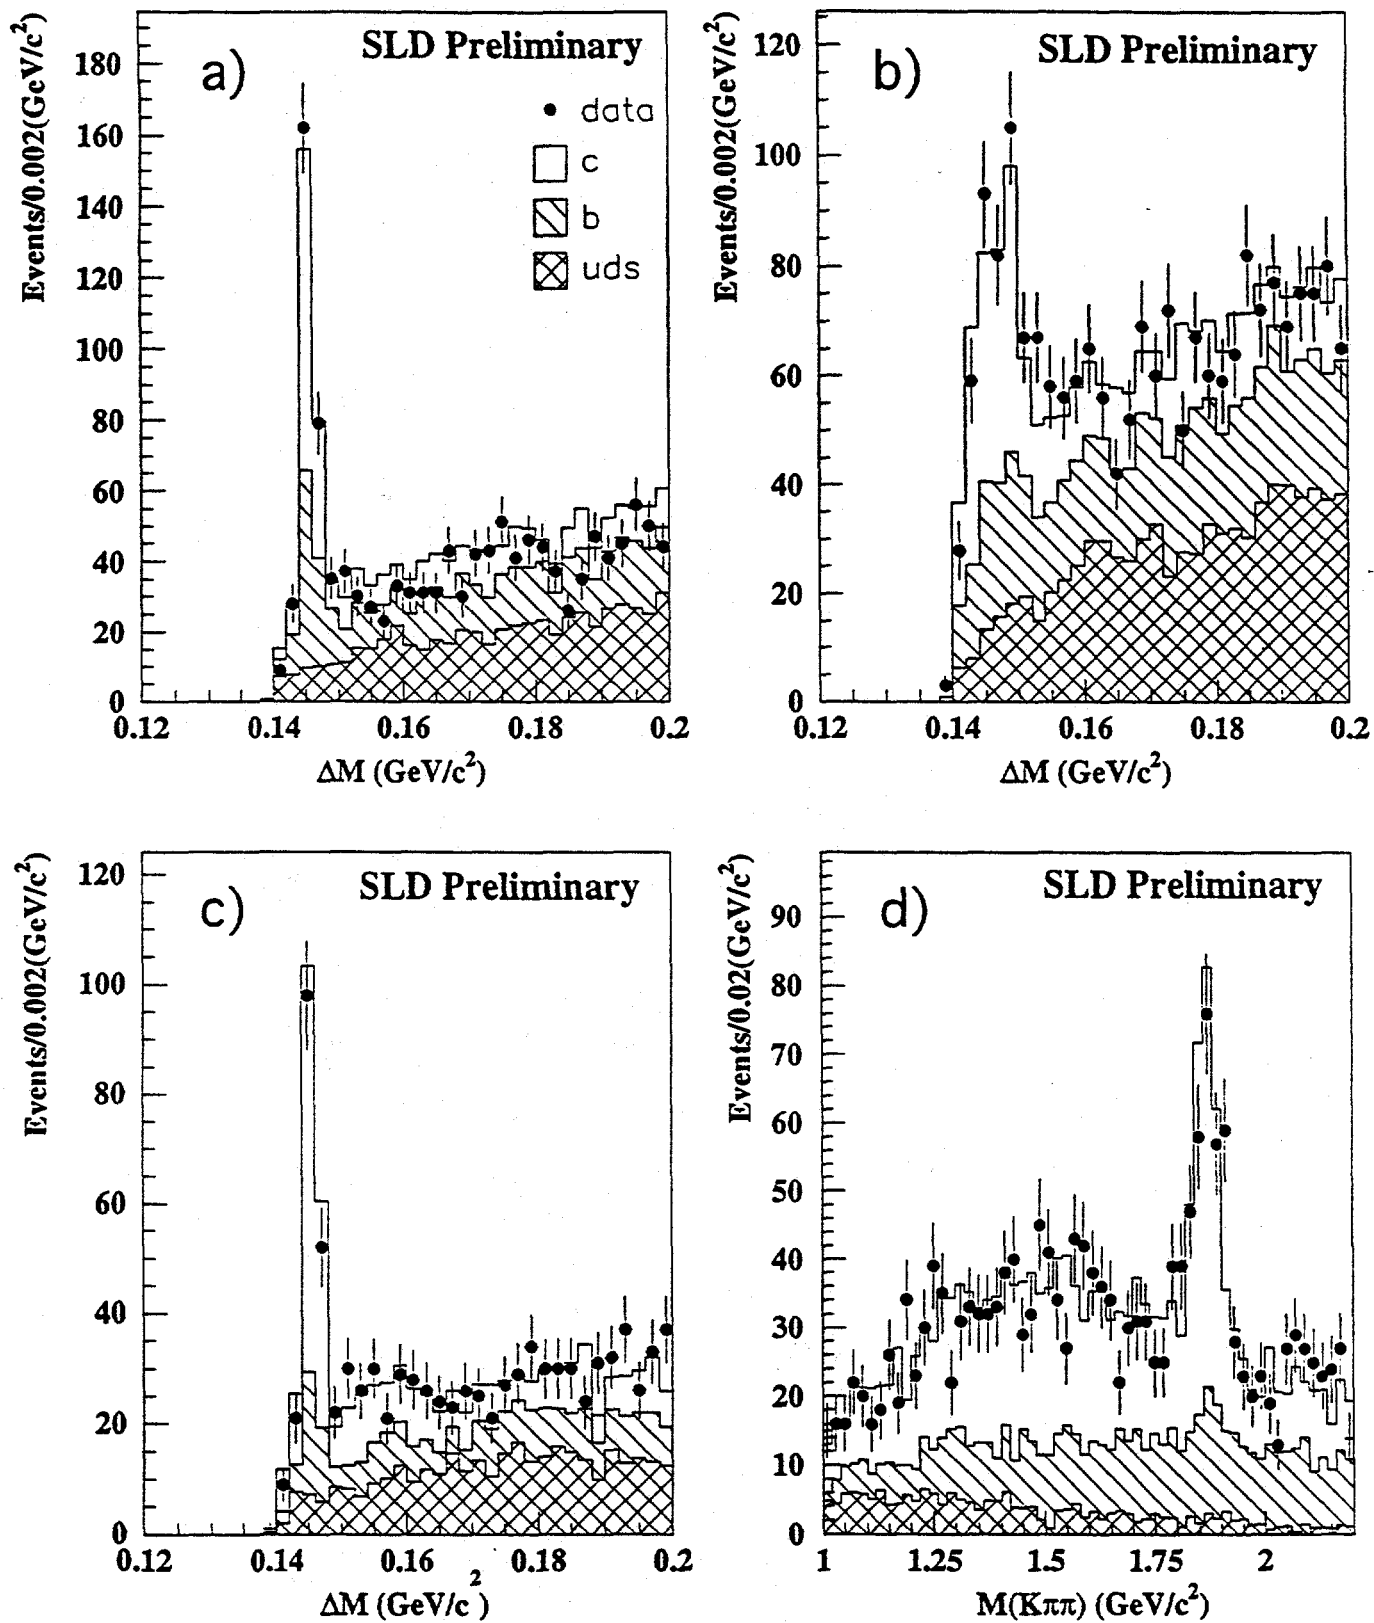 SLD Preliminary
a)
data
c
b
uds
Events/0.002(GeV/c²)
180
160
140
120
100
80
60
40
20
0
0.12 0.14 0.16 0.18 0.2
ΔM (GeV/c²)
SLD Preliminary
b)
Events/0.002(GeV/c²)
120
100
80
60
40
20
0
0.12 0.14 0.16 0.18 0.2
ΔM (GeV/c²)
SLD Preliminary
c)
Events/0.002(GeV/c²)
120
100
80
60
40
20
0
0.12 0.14 0.16 0.18 0.2
ΔM (GeV/c²)
SLD Preliminary
d)
Events/0.02(GeV/c²)
90
80
70
60
50
40
30
20
10
0
1 1.25 1.5 1.75 2
M(Kππ) (GeV/c²)